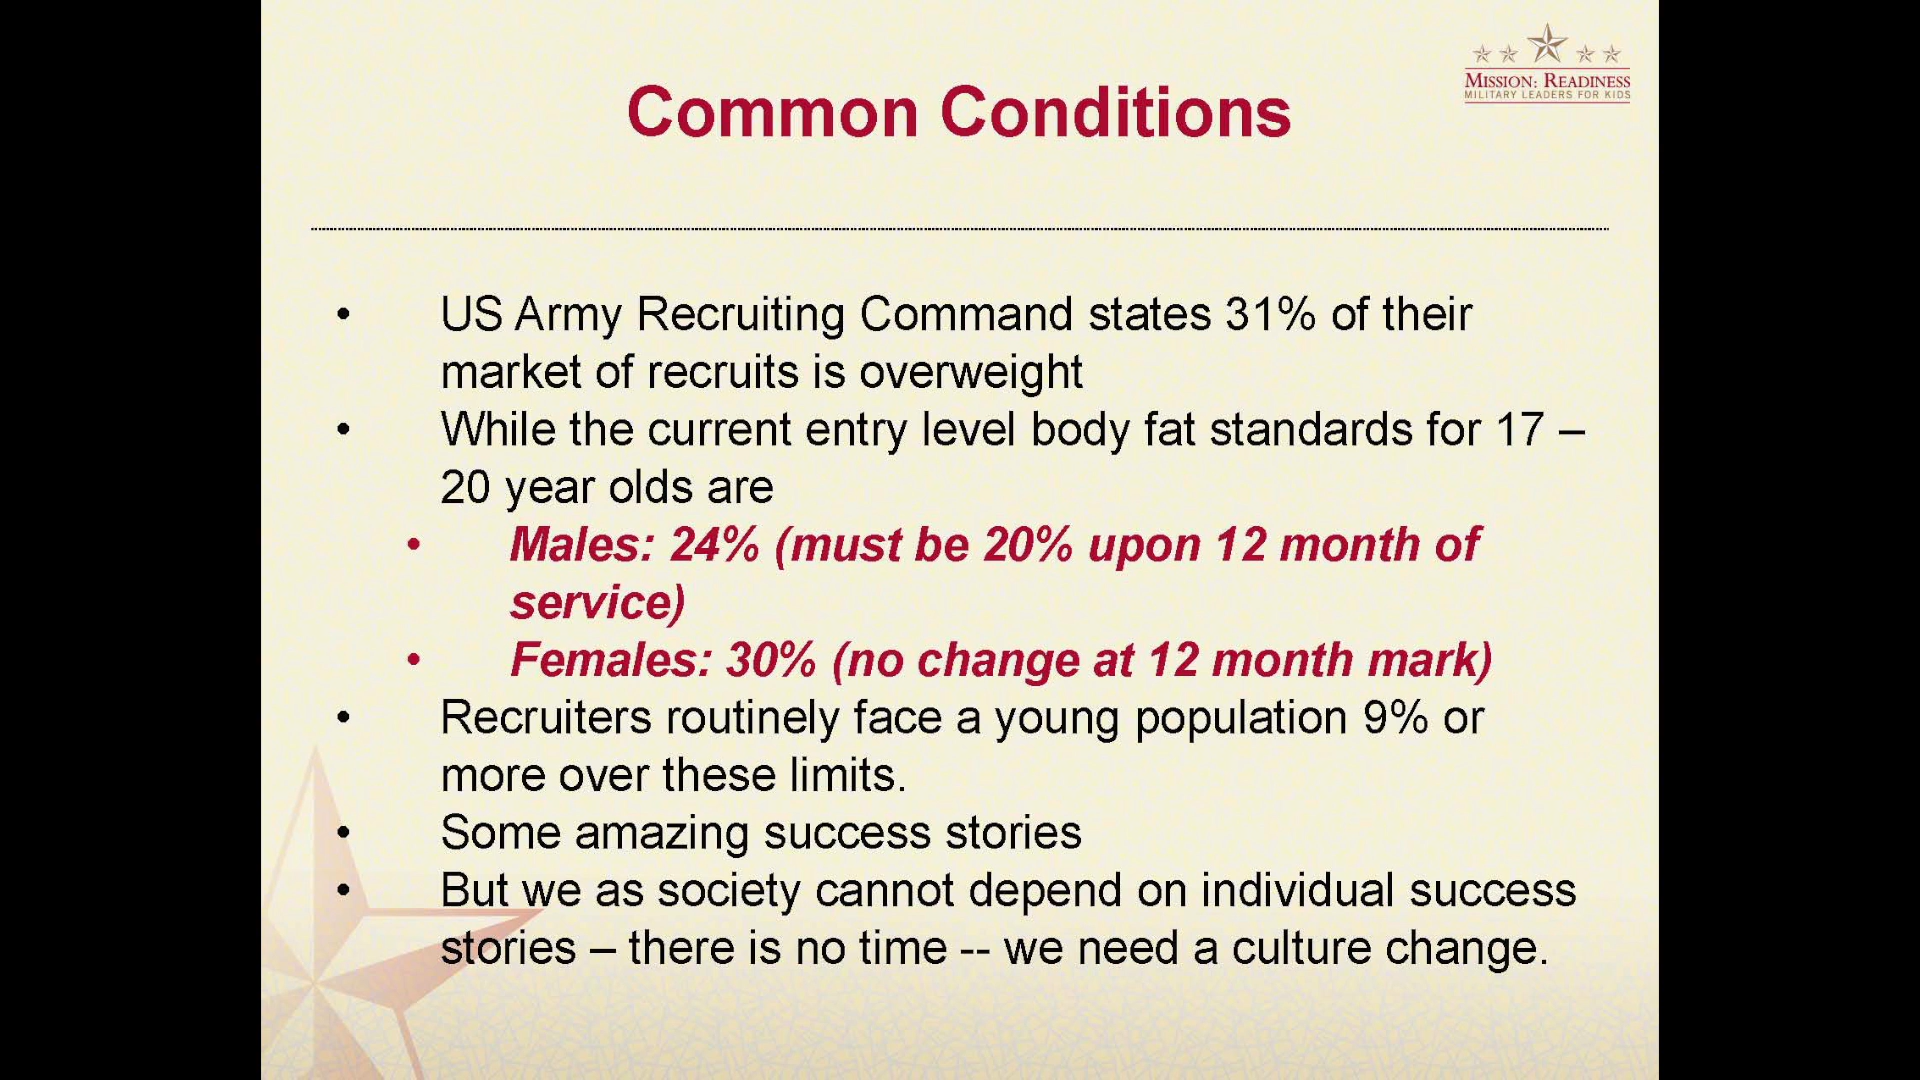 MISSION: READINESS
MILITARY LEADERS FOR KIDS
Common Conditions
• US Army Recruiting Command states 31% of their
market of recruits is overweight
• While the current entry level body fat standards for 17 –
20 year olds are
• Males: 24% (must be 20% upon 12 month of
service)
• Females: 30% (no change at 12 month mark)
• Recruiters routinely face a young population 9% or
more over these limits.
• Some amazing success stories
• But we as society cannot depend on individual success
stories – there is no time -- we need a culture change.